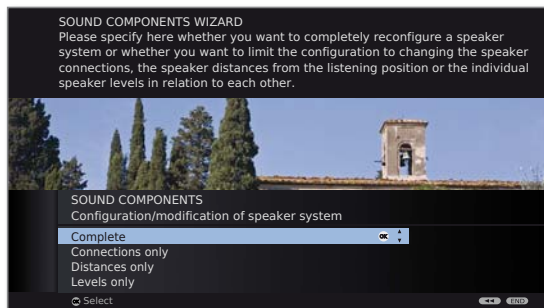 SOUND COMPONENTS WIZARD
Please specify here whether you want to completely reconfigure a speaker
system or whether you want to limit the configuration to changing the speaker
connections, the speaker distances from the listening position or the individual
speaker levels in relation to each other.
SOUND COMPONENTS
Configuration/modification of speaker system
Complete OK
Connections only
Distances only
Levels only
OK Select END